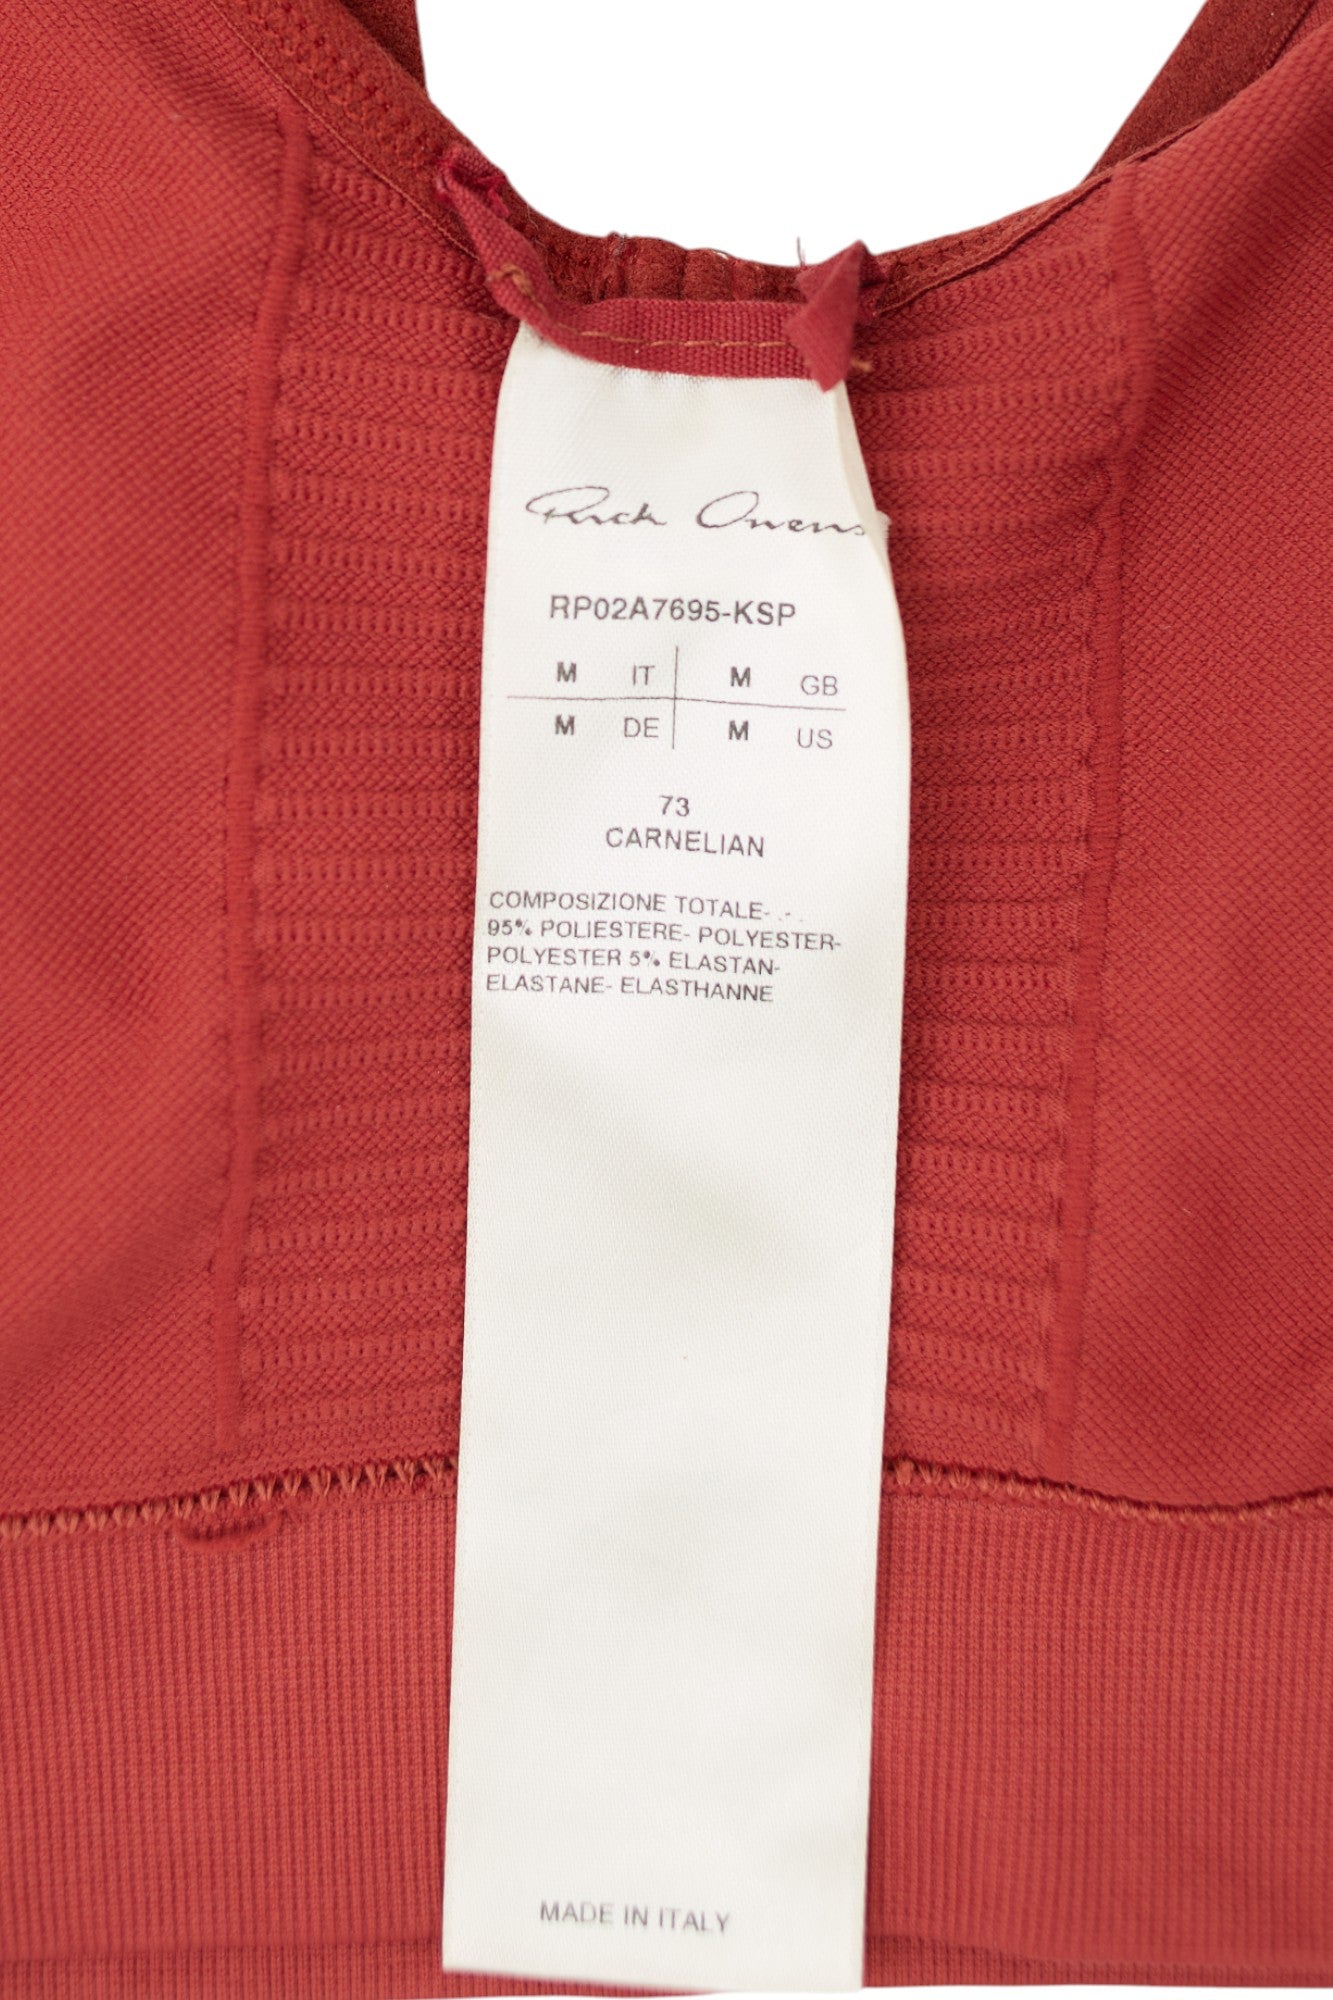 Rick Owens
RP02A7695-KSP
M IT M GB
M DE M US
73
CARNELIAN
COMPOSIZIONE TOTALE-
95% POLIESTERE- POLYESTER-
POLYESTER 5% ELASTAN-
ELASTANE- ELASTHANNE
MADE IN ITALY